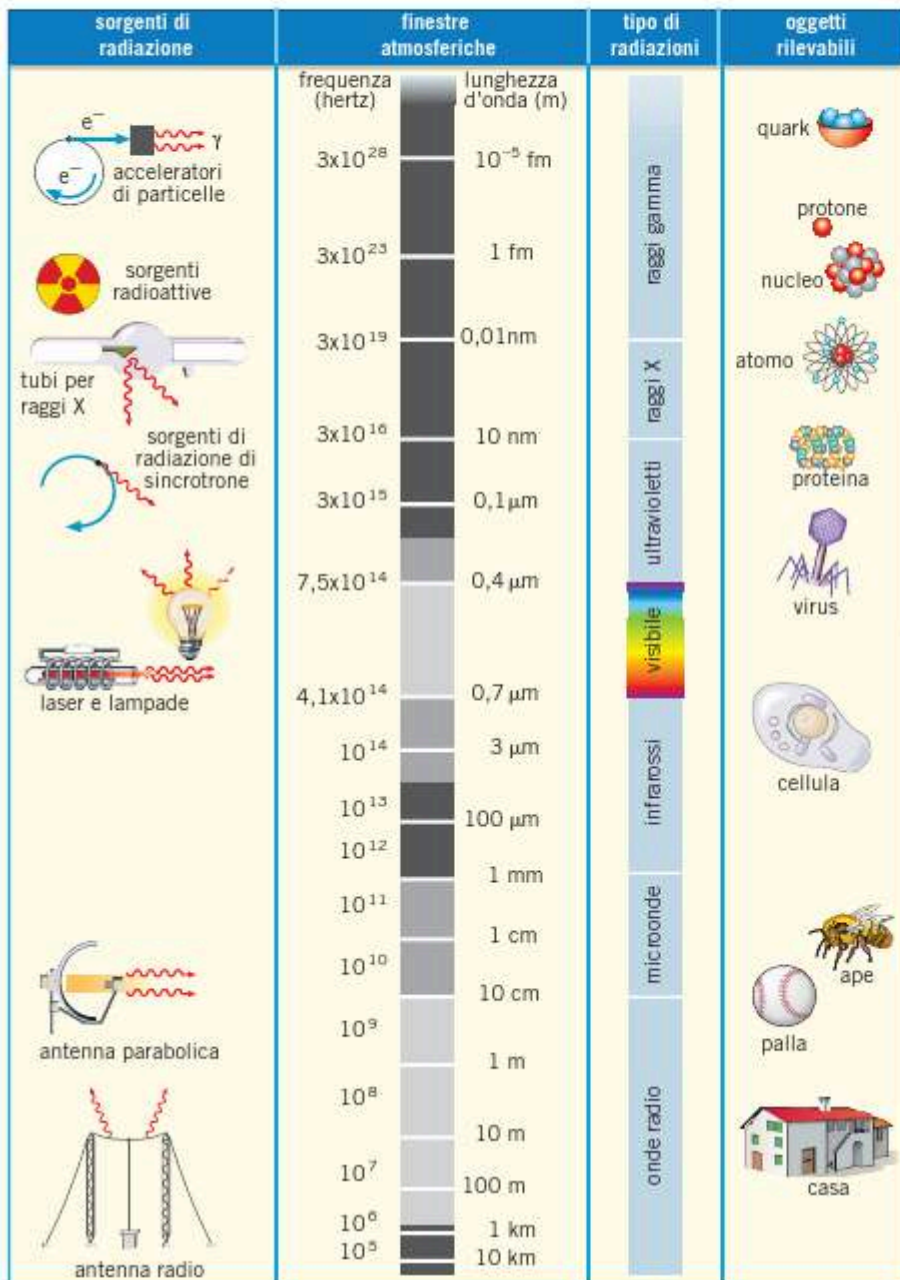 sorgenti di
radiazione
finestre
atmosferiche
tipo di
radiazioni
oggetti
rilevabili
e⁻
γ
e⁻
acceleratori
di particelle
sorgenti
radioattive
tubi per
raggi X
sorgenti di
radiazione di
sincrotrone
laser e lampade
antenna parabolica
antenna radio
frequenza
(hertz)
lunghezza
d'onda (m)
3x10²⁸ 10⁻⁵ fm
3x10²³ 1 fm
3x10¹⁹ 0,01nm
3x10¹⁶ 10 nm
3x10¹⁵ 0,1µm
7,5x10¹⁴ 0,4 µm
4,1x10¹⁴ 0,7 µm
10¹⁴ 3 µm
10¹³ 100 µm
10¹² 1 mm
10¹¹ 1 cm
10¹⁰ 10 cm
10⁹ 1 m
10⁸ 10 m
10⁷ 100 m
10⁶ 1 km
10⁵ 10 km
raggi gamma
raggi X
ultravioletti
visibile
infrarossi
microonde
onde radio
quark
protone
nucleo
atomo
proteina
virus
cellula
ape
palla
casa